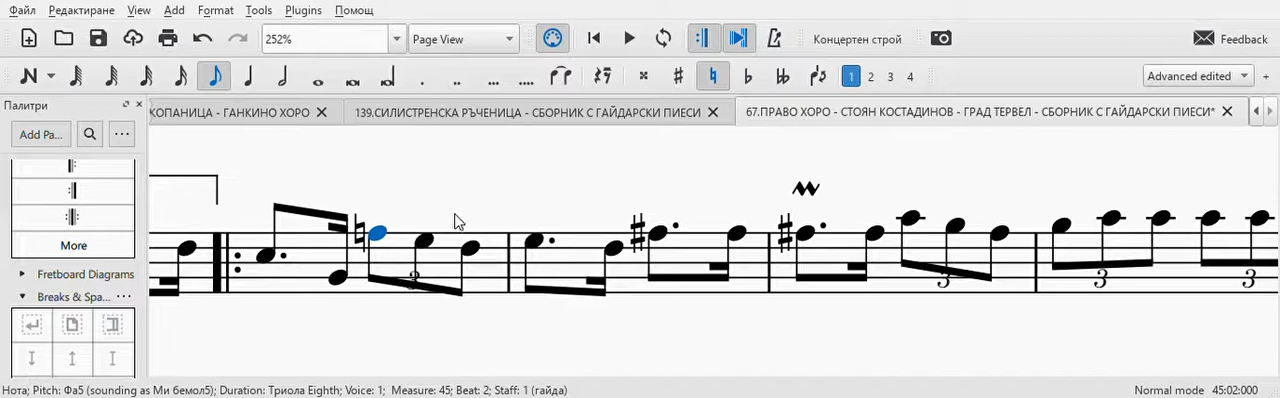 Файл Редактиране View Add Format Tools Plugins Помощ
252% Page View Концертен строй Feedback
N 1 2 3 4 Advanced edited +
Палитри
КОПАНИЦА - ГАНКИНО ХОРО 139.СИЛИСТРЕНСКА РЪЧЕНИЦА - СБОРНИК С ГАЙДАРСКИ ПИЕСИ 67.ПРАВО ХОРО - СТОЯН КОСТАДИНОВ - ГРАД ТЕРВЕЛ - СБОРНИК С ГАЙДАРСКИ ПИЕСИ*
Add Pa... ...
More
Fretboard Diagrams
Breaks & Spa... ...
3 3 3 3
Нота; Pitch: Фа5 (sounding as Ми бемол5); Duration: Триола Eighth; Voice: 1; Measure: 45; Beat: 2; Staff: 1 (гайда) Normal mode 45:02:000